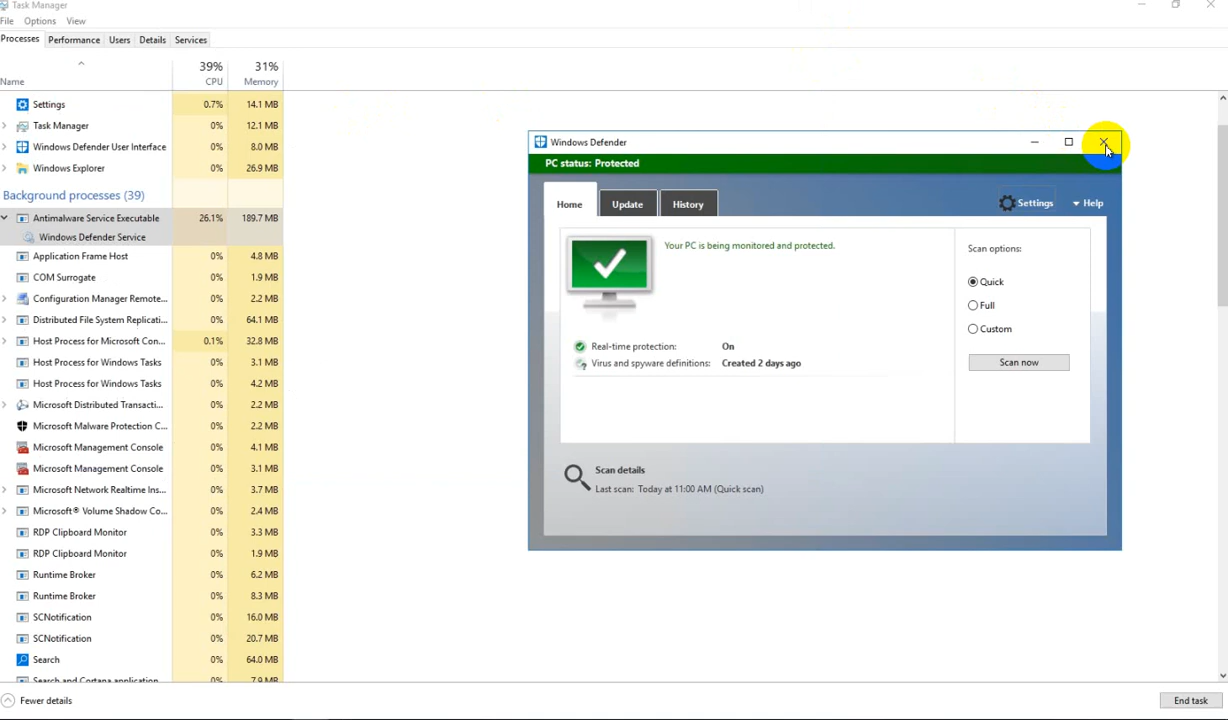 Task Manager
File Options View
Processes Performance Users Details Services
39% 31%
Name CPU Memory
Settings 0.7% 14.1 MB
Task Manager 0% 12.1 MB
Windows Defender User Interface 0% 8.0 MB
Windows Explorer 0% 26.9 MB
Background processes (39)
Antimalware Service Executable 26.1% 189.7 MB
Windows Defender Service
Application Frame Host 0% 4.8 MB
COM Surrogate 0% 1.9 MB
Configuration Manager Remote... 0% 2.2 MB
Distributed File System Replicati... 0% 64.1 MB
Host Process for Microsoft Con... 0.1% 32.8 MB
Host Process for Windows Tasks 0% 3.1 MB
Host Process for Windows Tasks 0% 4.2 MB
Microsoft Distributed Transacti... 0% 2.2 MB
Microsoft Malware Protection C... 0% 2.2 MB
Microsoft Management Console 0% 4.1 MB
Microsoft Management Console 0% 3.1 MB
Microsoft Network Realtime Ins... 0% 3.7 MB
Microsoft® Volume Shadow Co... 0% 2.4 MB
RDP Clipboard Monitor 0% 3.3 MB
RDP Clipboard Monitor 0% 1.9 MB
Runtime Broker 0% 6.2 MB
Runtime Broker 0% 8.3 MB
SCNotification 0% 16.0 MB
SCNotification 0% 20.7 MB
Search 0% 64.0 MB
Search and Cortana application 0% 7.9 MB
Fewer details
End task
Windows Defender
PC status: Protected
Home Update History Settings Help
Your PC is being monitored and protected.
Scan options:
Quick
Full
Custom
Scan now
Real-time protection: On
Virus and spyware definitions: Created 2 days ago
Scan details
Last scan: Today at 11:00 AM (Quick scan)